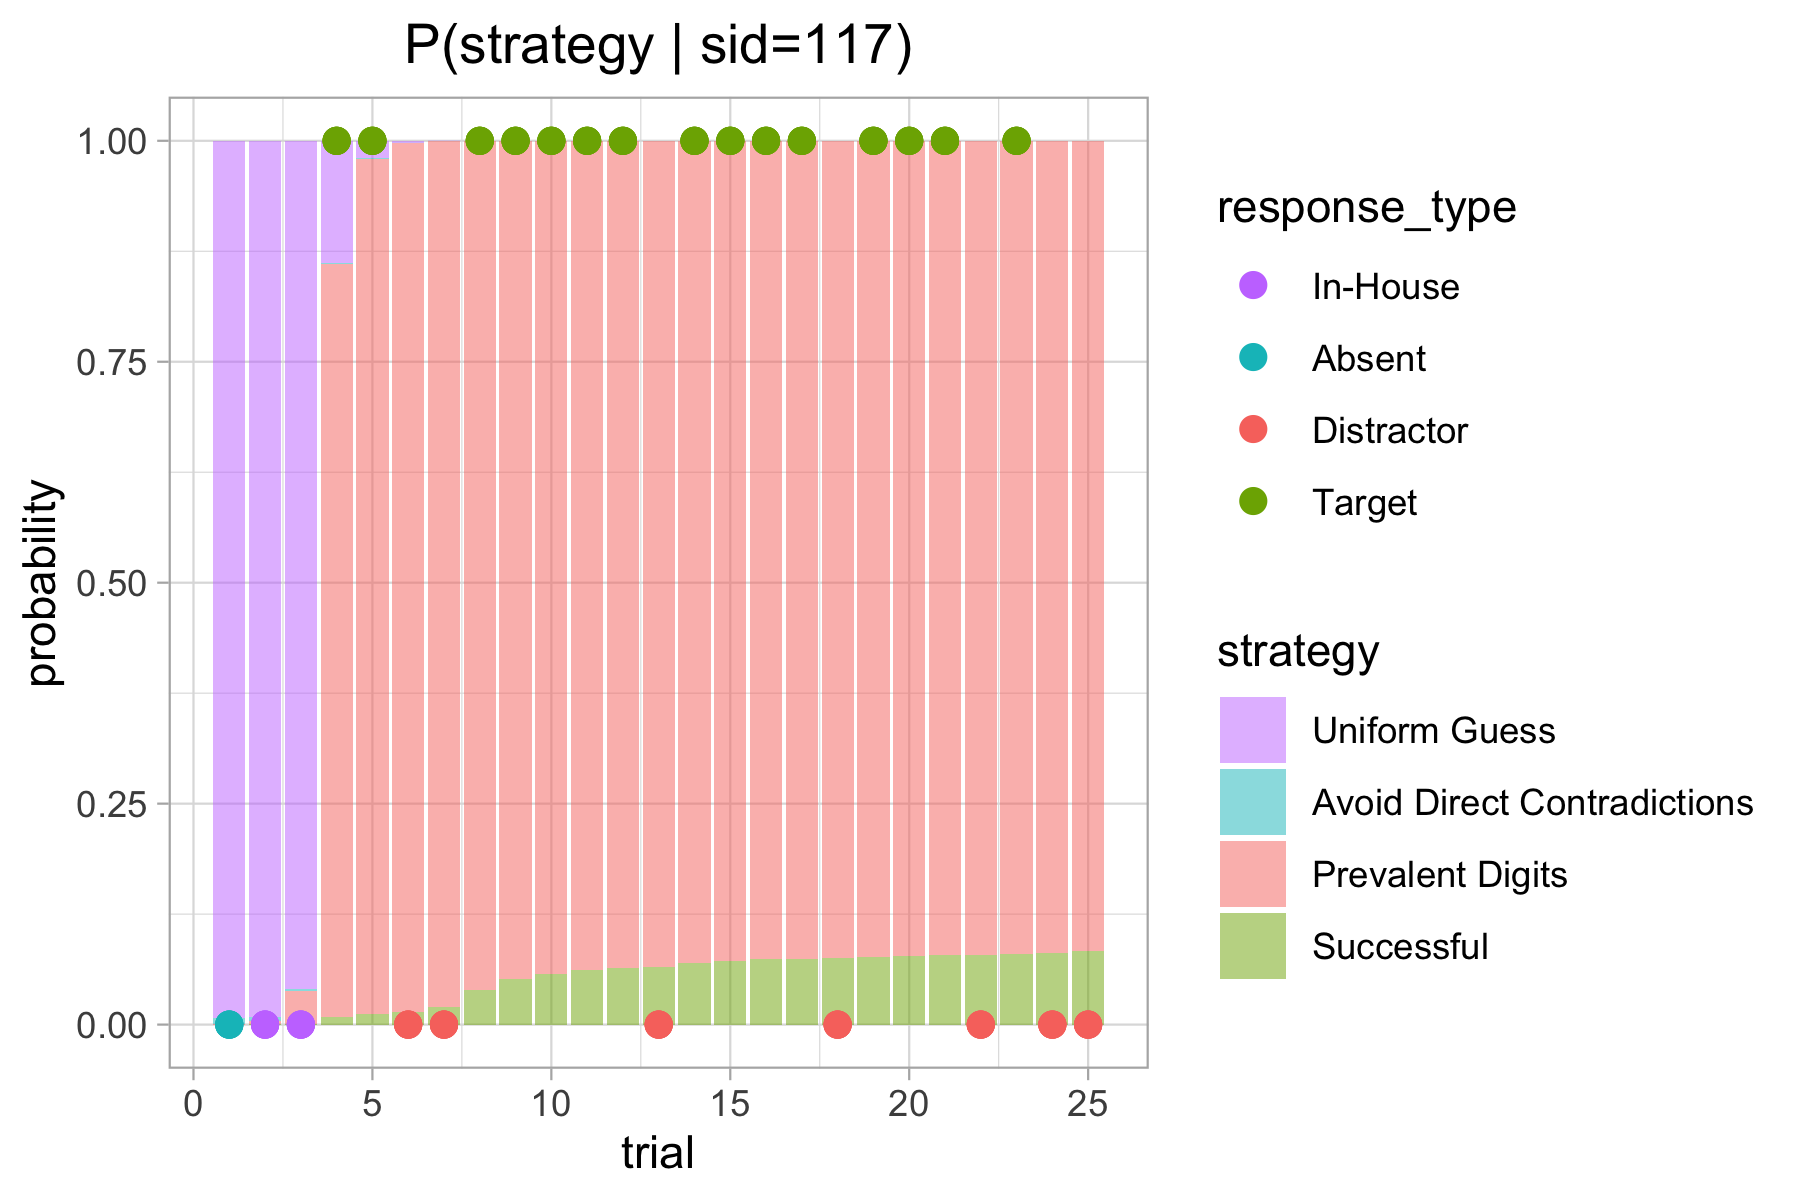 P(strategy | sid=117)
1.00
0.75
0.50
0.25
0.00
probability
0 5 10 15 20 25
trial
response_type
In-House
Absent
Distractor
Target
strategy
Uniform Guess
Avoid Direct Contradictions
Prevalent Digits
Successful